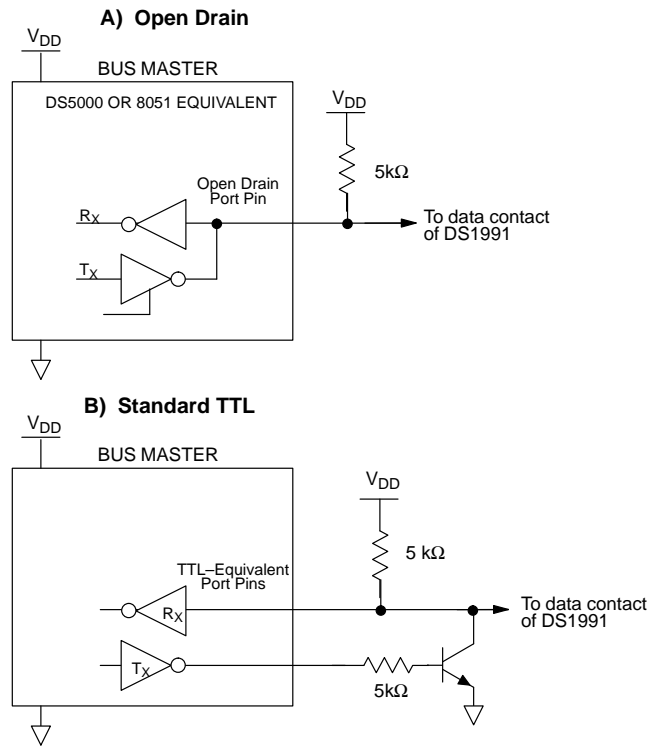 A) Open Drain
VDD
BUS MASTER
DS5000 OR 8051 EQUIVALENT
VDD
5kΩ
Open Drain
Port Pin
RX
To data contact
of DS1991
TX
B) Standard TTL
VDD
BUS MASTER
VDD
5 kΩ
TTL–Equivalent
Port Pins
RX
To data contact
of DS1991
TX
5kΩ